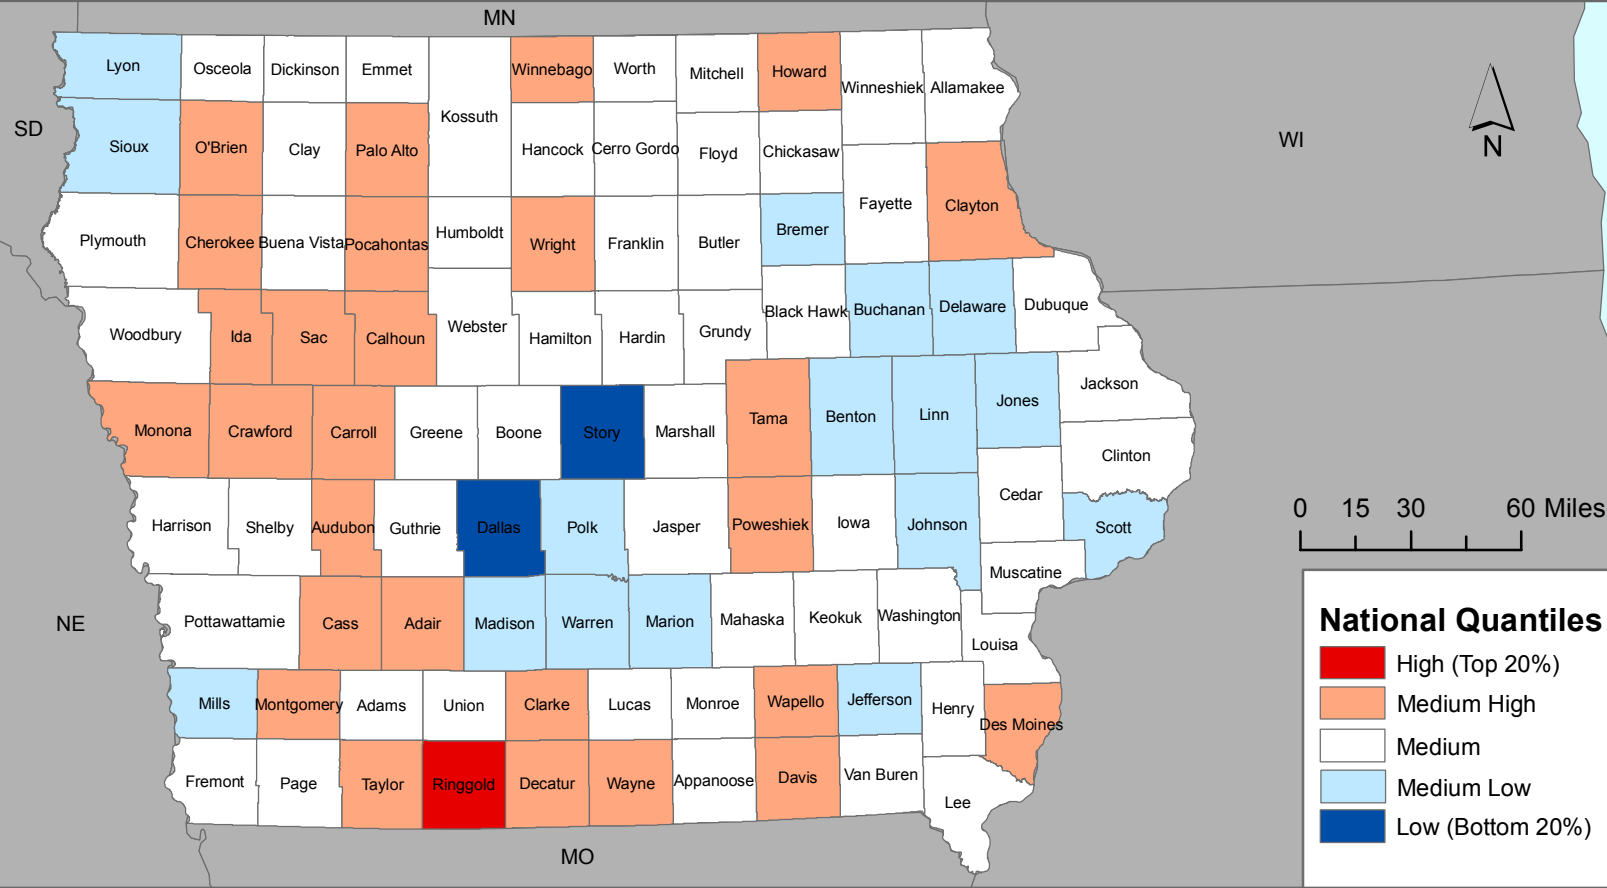 MN
Lyon Osceola Dickinson Emmet Winnebago Worth Mitchell Howard Winneshiek Allamakee
Kossuth
SD Sioux O'Brien Clay Palo Alto Hancock Cerro Gordo Floyd Chickasaw WI N
Plymouth Cherokee Buena Vista Pocahontas Humboldt Wright Franklin Butler Bremer Fayette Clayton
Woodbury Ida Sac Calhoun Webster Hamilton Hardin Grundy Black Hawk Buchanan Delaware Dubuque
Monona Crawford Carroll Greene Boone Story Marshall Tama Benton Linn Jones Jackson
Clinton
Harrison Shelby Audubon Guthrie Dallas Polk Jasper Poweshiek Iowa Johnson Cedar Scott
0 15 30 60 Miles
Muscatine
NE Pottawattamie Cass Adair Madison Warren Marion Mahaska Keokuk Washington Louisa
Mills Montgomery Adams Union Clarke Lucas Monroe Wapello Jefferson Henry Des Moines
Fremont Page Taylor Ringgold Decatur Wayne Appanoose Davis Van Buren Lee
MO
National Quantiles
High (Top 20%)
Medium High
Medium
Medium Low
Low (Bottom 20%)